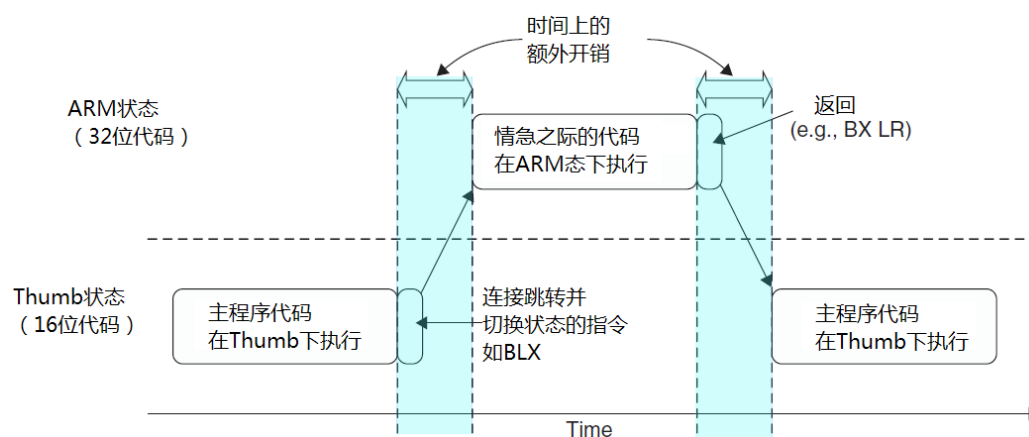 时间上的
额外开销
ARM状态
（32位代码）
情急之际的代码
在ARM态下执行
返回
(e.g., BX LR)
Thumb状态
（16位代码）
主程序代码
在Thumb下执行
连接跳转并
切换状态的指令
如BLX
主程序代码
在Thumb下执行
Time